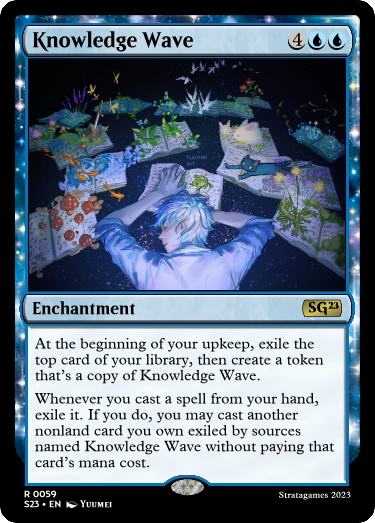 Knowledge Wave 4
Yuumei
Art
Enchantment SG23
At the beginning of your upkeep, exile the
top card of your library, then create a token
that's a copy of Knowledge Wave.
Whenever you cast a spell from your hand,
exile it. If you do, you may cast another
nonland card you own exiled by sources
named Knowledge Wave without paying that
card's mana cost.
R 0059
S23 • EN Yuumei Stratagames 2023